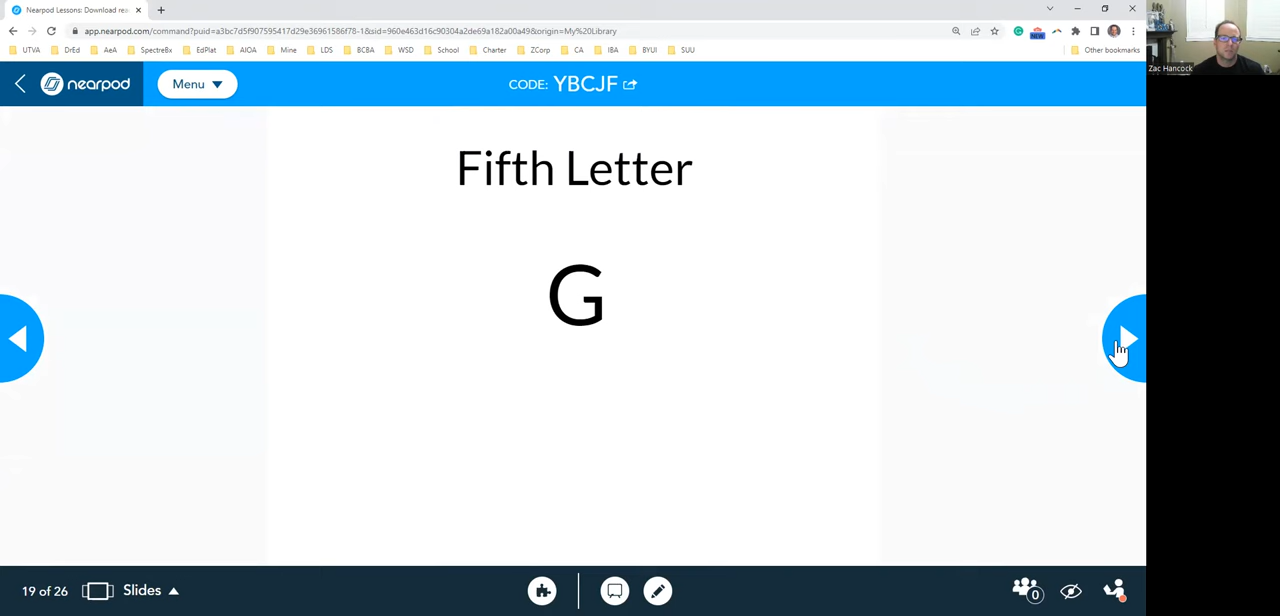 Nearpod Lessons: Download rea
app.nearpod.com/command?puid=a3bc7d5f907595417d29e36961586f78-1&sid=960e463d16c90304a2de69a182a00a49&origin=My%20Library
NEW
UTVA DrEd AeA SpectreBx EdPlat AIOA Mine LDS BCBA WSD School Charter ZCorp CA IBA BYUI SUU Other bookmarks
Zac Hancock
nearpod Menu CODE: YBCJF
Fifth Letter
G
19 of 26 Slides 0